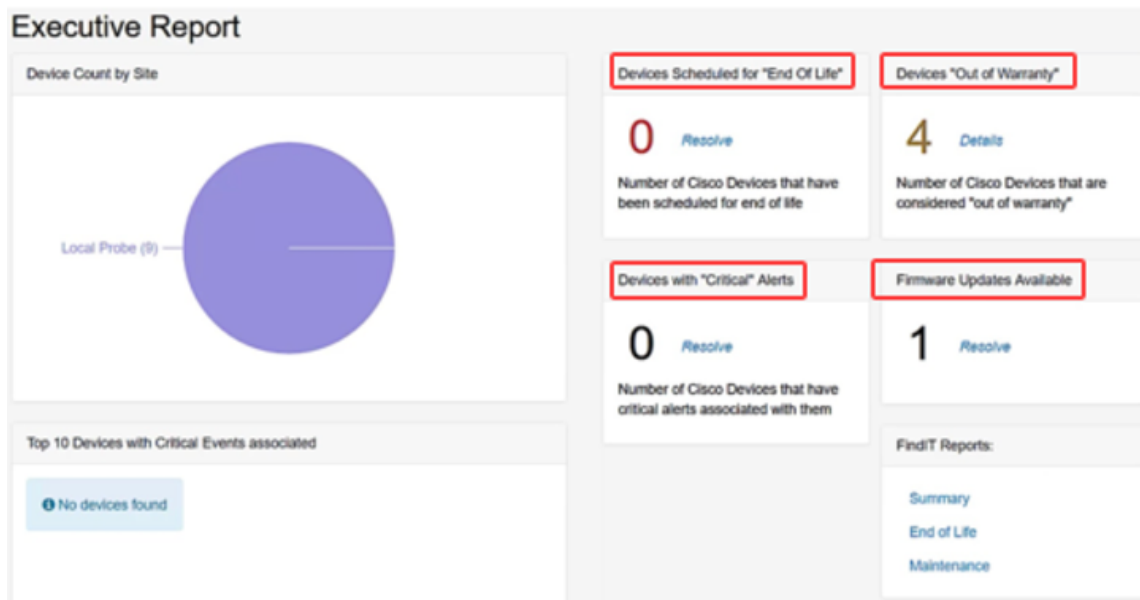 Executive Report
Device Count by Site
Local Probe (9)
Top 10 Devices with Critical Events associated
No devices found
Devices Scheduled for "End Of Life"
0 Resolve
Number of Cisco Devices that have
been scheduled for end of life
Devices "Out of Warranty"
4 Details
Number of Cisco Devices that are
considered "out of warranty"
Devices with "Critical" Alerts
0 Resolve
Number of Cisco Devices that have
critical alerts associated with them
Firmware Updates Available
1 Resolve
FindIT Reports:
Summary
End of Life
Maintenance